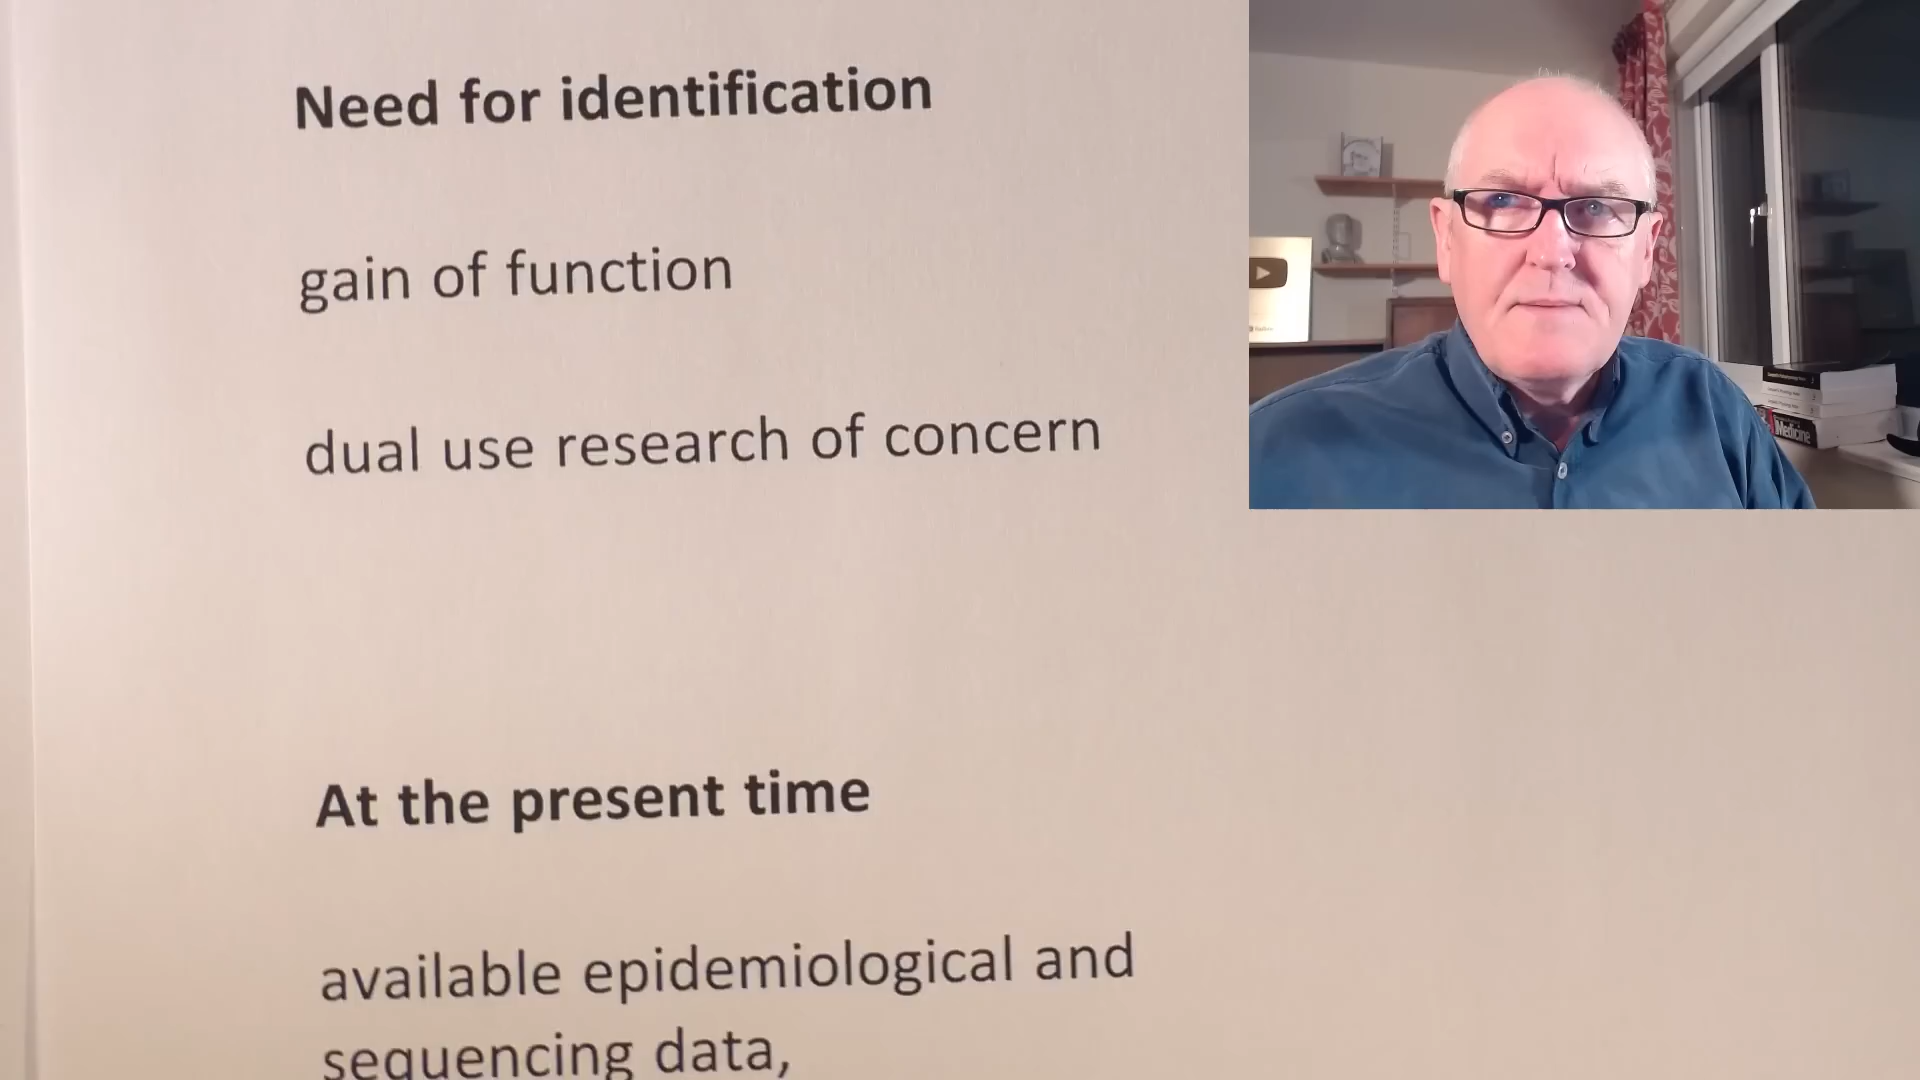 Need for identification
gain of function
dual use research of concern
At the present time
available epidemiological and
sequencing data,
Medicine